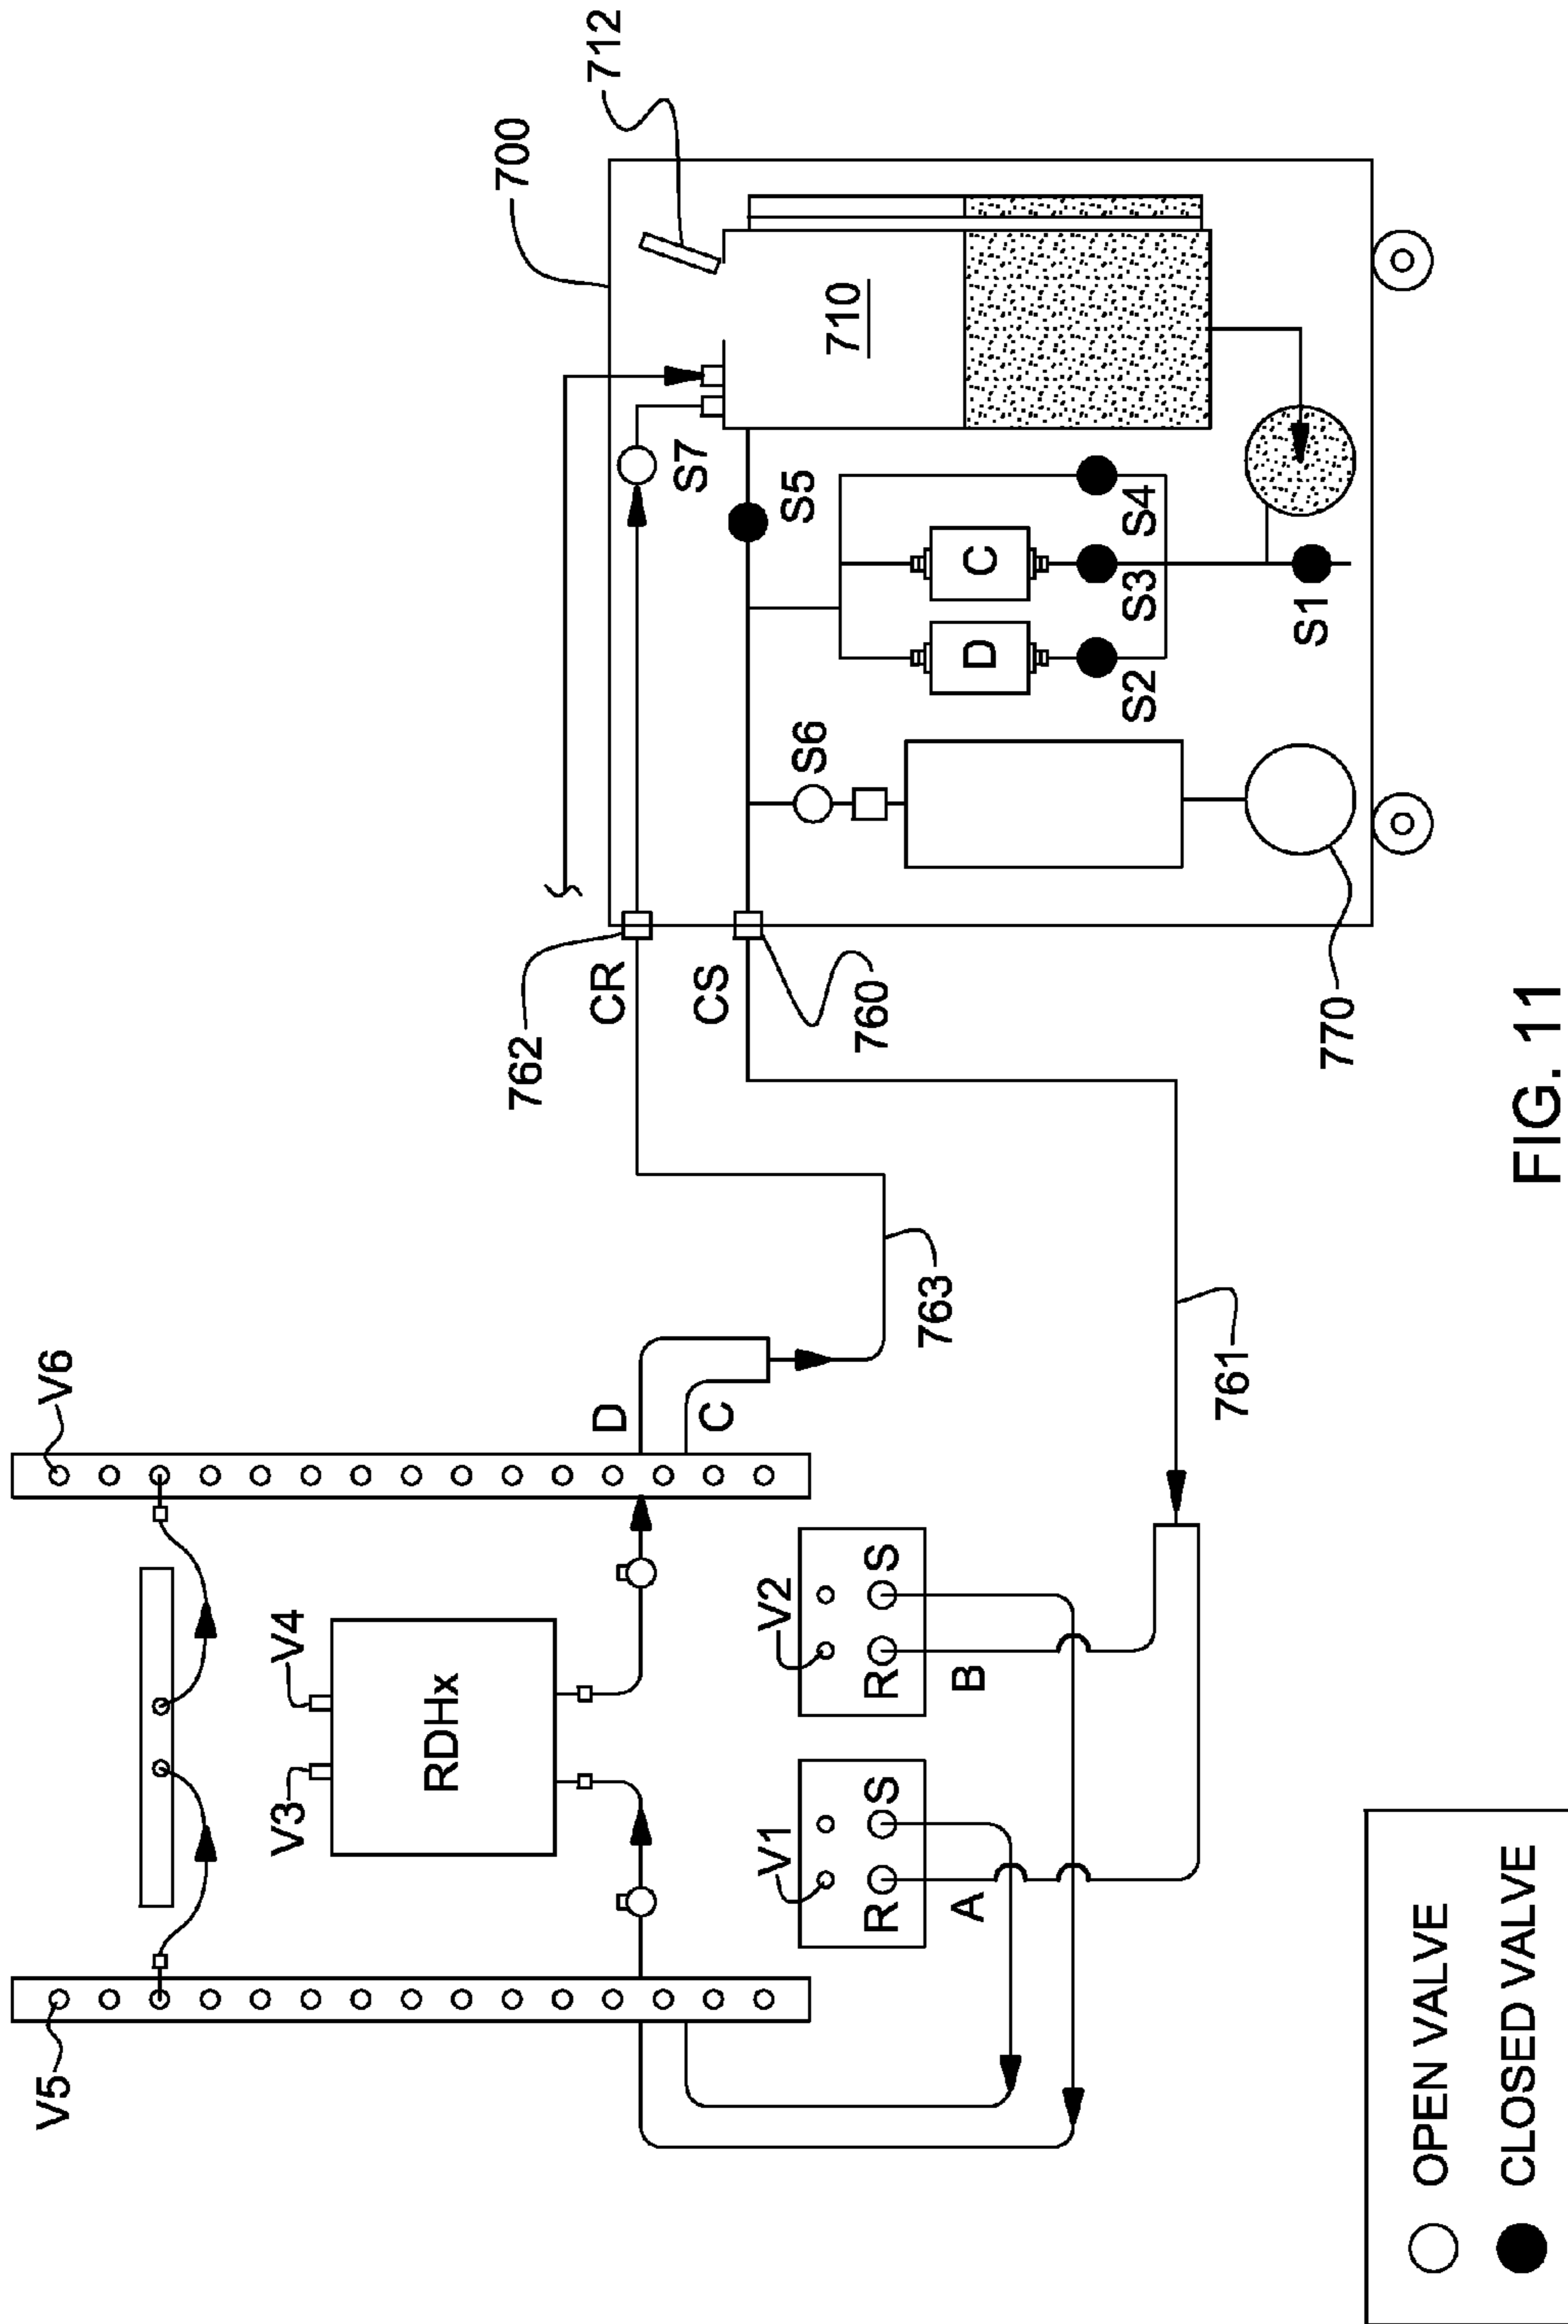 V5
V6
V3
V4
RDHx
D
C
V1
V2
R
S
R
S
A
B
763
761
762
CR
CS
760
700
712
S7
710
S5
S6
D
C
S2
S3
S4
S1
770
OPEN VALVE
CLOSED VALVE
FIG. 11